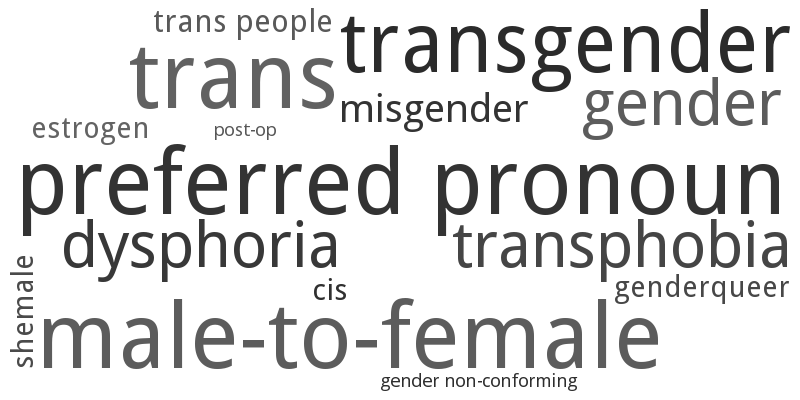 trans people
transgender
trans
misgender
gender
estrogen
post-op
preferred pronoun
dysphoria
transphobia
shemale
cis
genderqueer
male-to-female
gender non-conforming